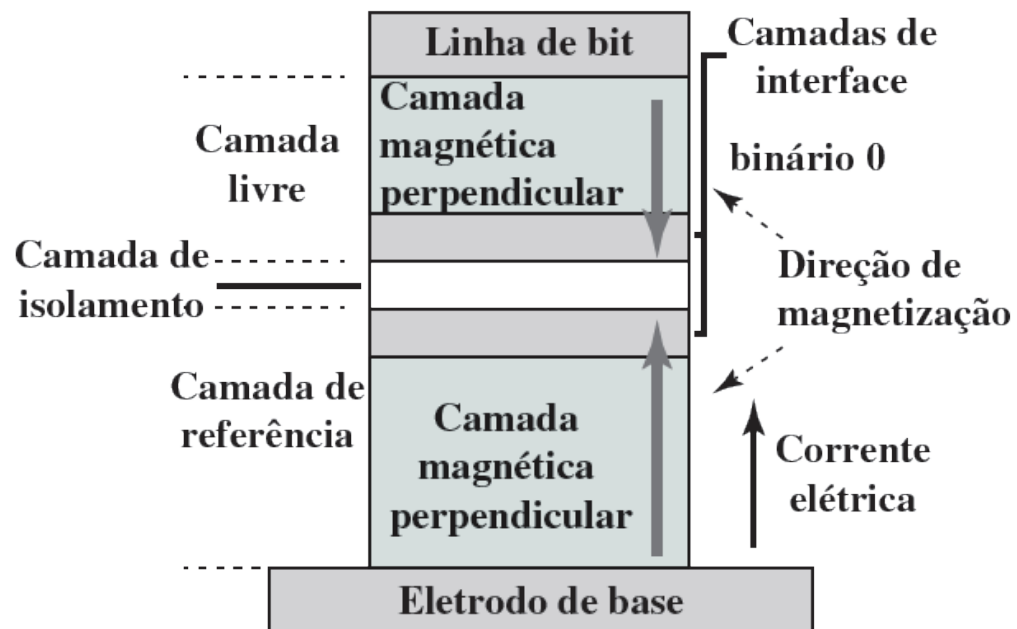 Linha de bit
Camadas de
interface
Camada
magnética
perpendicular
Camada
livre
binário 0
Camada de
isolamento
Direção de
magnetização
Camada de
referência
Camada
magnética
perpendicular
Corrente
elétrica
Eletrodo de base